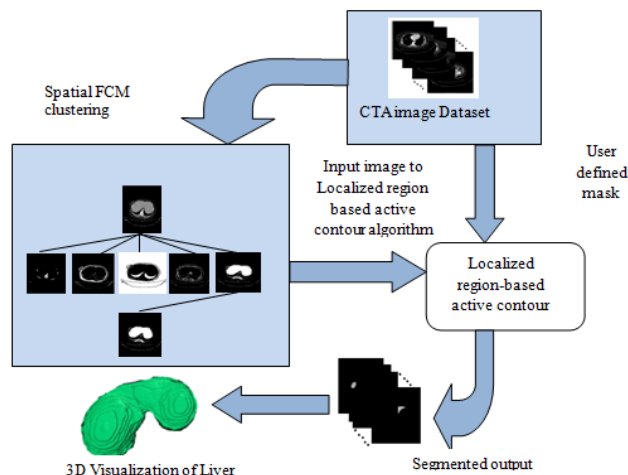 CTA image Dataset
Spatial FCM
clustering
Input image to
Localized region
based active
contour algorithm
User
defined
mask
Localized
region-based
active contour
Segmented output
3D Visualization of Liver